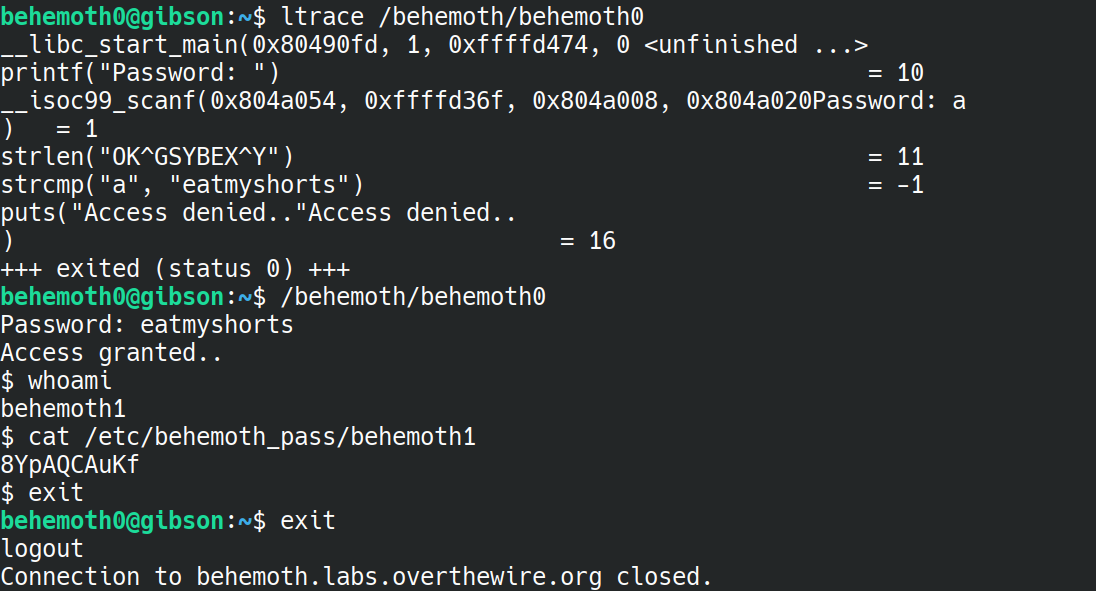 behemoth0@gibson:~$ ltrace /behemoth/behemoth0
__libc_start_main(0x80490fd, 1, 0xffffd474, 0 <unfinished ...>
printf("Password: ")                                          = 10
__isoc99_scanf(0x804a054, 0xffffd36f, 0x804a008, 0x804a020Password: a
)   = 1
strlen("OK^GSYBEX^Y")                                         = 11
strcmp("a", "eatmyshorts")                                    = -1
puts("Access denied.."Access denied..
)                                       = 16
+++ exited (status 0) +++
behemoth0@gibson:~$ /behemoth/behemoth0
Password: eatmyshorts
Access granted..
$ whoami
behemoth1
$ cat /etc/behemoth_pass/behemoth1
8YpAQCAuKf
$ exit
behemoth0@gibson:~$ exit
logout
Connection to behemoth.labs.overthewire.org closed.